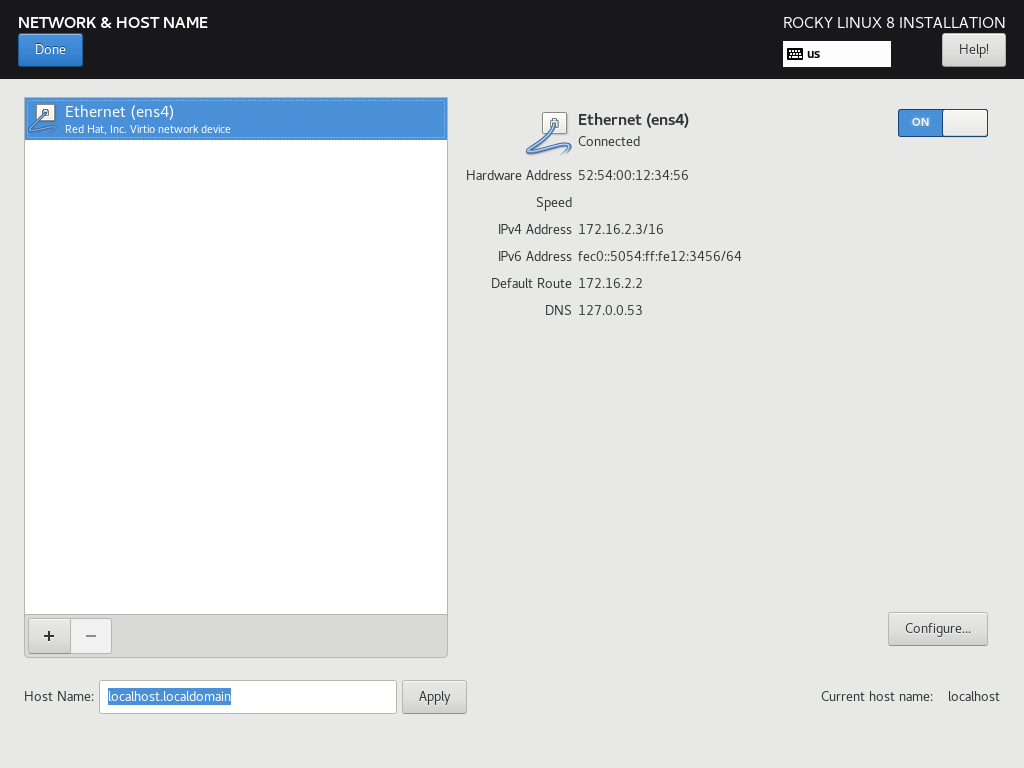 NETWORK & HOST NAME
ROCKY LINUX 8 INSTALLATION
Done
us
Help!
Ethernet (ens4)
Red Hat, Inc. Virtio network device
Ethernet (ens4)
Connected
ON
Hardware Address 52:54:00:12:34:56
Speed
IPv4 Address 172.16.2.3/16
IPv6 Address fec0::5054:ff:fe12:3456/64
Default Route 172.16.2.2
DNS 127.0.0.53
Configure...
Host Name: localhost.localdomain Apply
Current host name: localhost